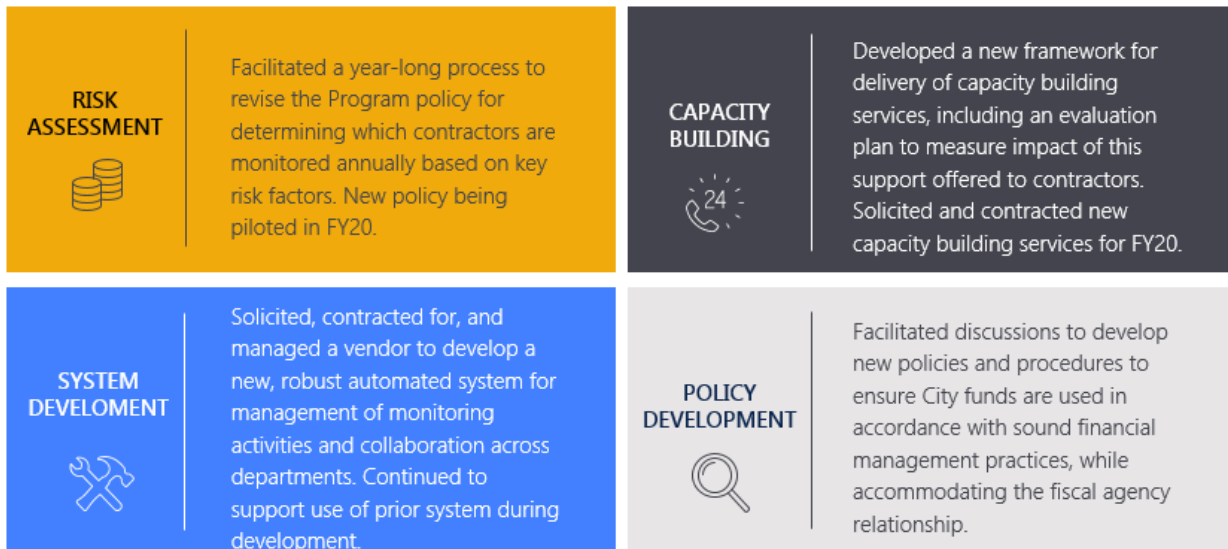 RISK
ASSESSMENT
Facilitated a year-long process to
revise the Program policy for
determining which contractors are
monitored annually based on key
risk factors. New policy being
piloted in FY20.
CAPACITY
BUILDING
24
Developed a new framework for
delivery of capacity building
services, including an evaluation
plan to measure impact of this
support offered to contractors.
Solicited and contracted new
capacity building services for FY20.
SYSTEM
DEVELOMENT
Solicited, contracted for, and
managed a vendor to develop a
new, robust automated system for
management of monitoring
activities and collaboration across
departments. Continued to
support use of prior system during
development.
POLICY
DEVELOPMENT
Facilitated discussions to develop
new policies and procedures to
ensure City funds are used in
accordance with sound financial
management practices, while
accommodating the fiscal agency
relationship.